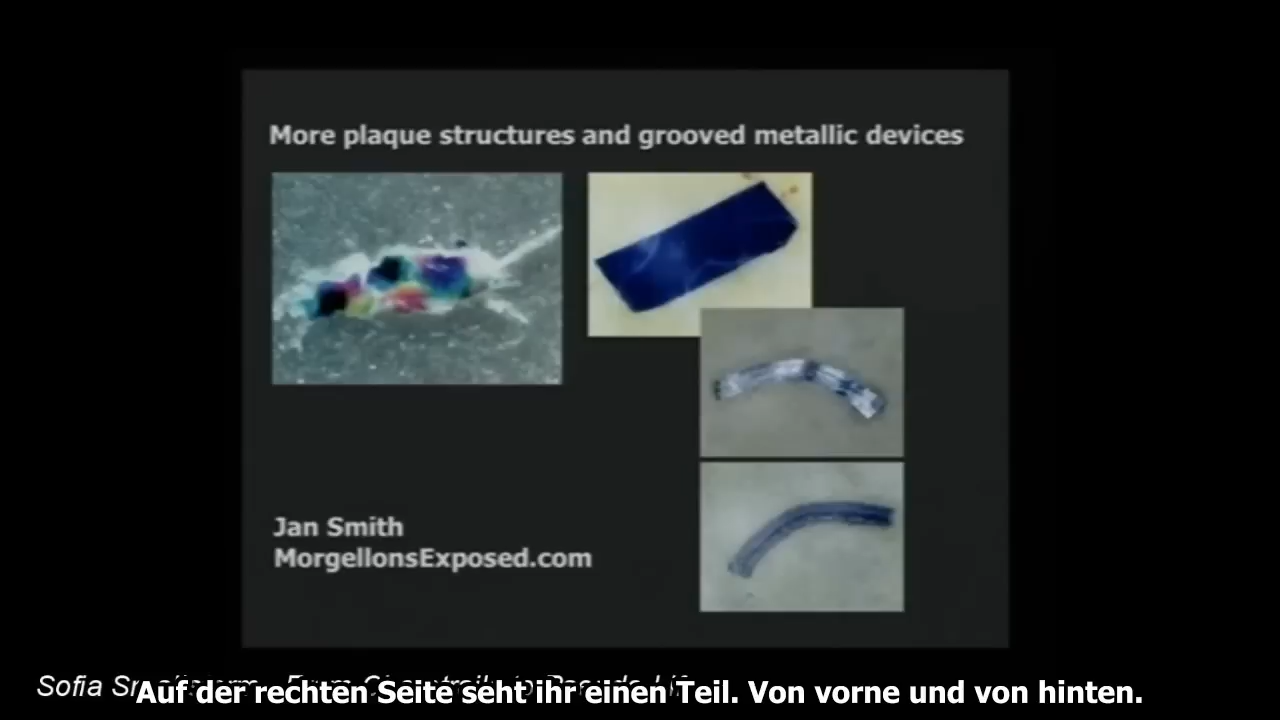 More plaque structures and grooved metallic devices
Jan Smith
MorgellonsExposed.com
Sofia
Auf der rechten Seite seht ihr einen Teil. Von vorne und von hinten.